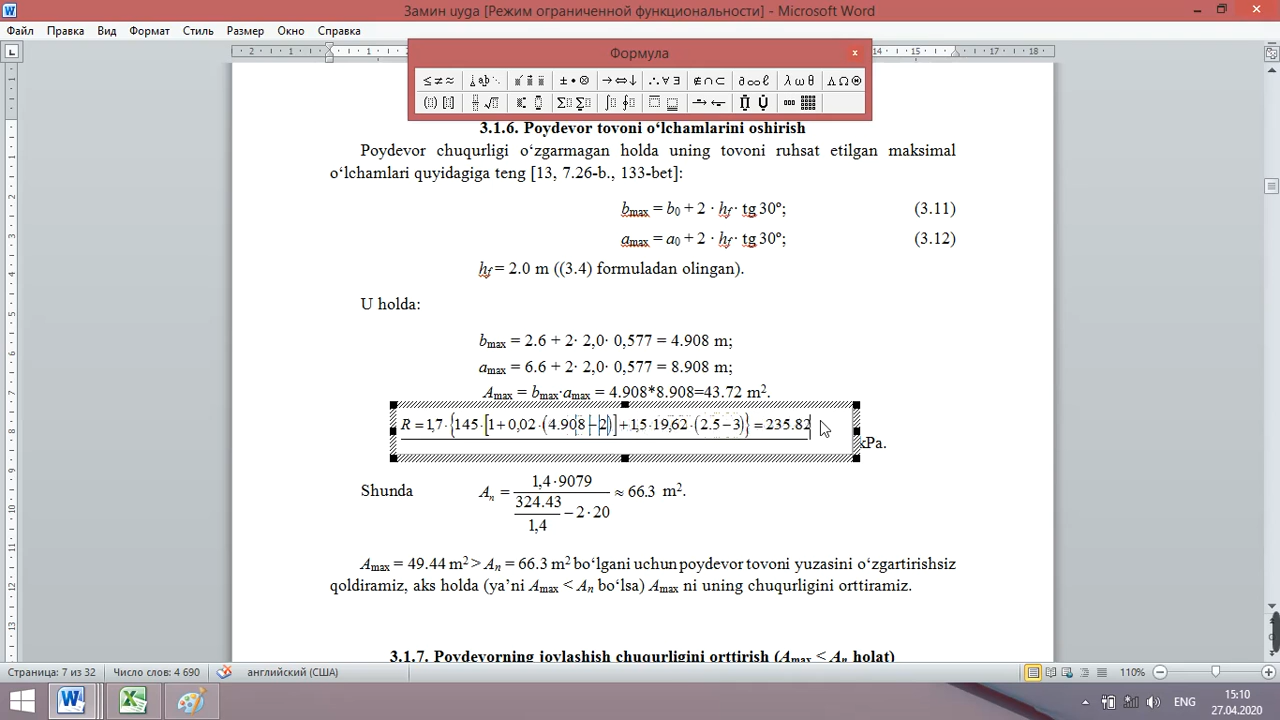 Замин uyga [Режим ограниченной функциональности] - Microsoft Word
Файл Правка Вид Формат Стиль Размер Окно Справка
Формула
3.1.6. Poydevor tovoni o‘lchamlarini oshirish
Poydevor chuqurligi o‘zgarmagan holda uning tovoni ruhsat etilgan maksimal
o‘lchamlari quyidagiga teng [13, 7.26-b., 133-bet]:
bmax = b0 + 2 · hf · tg 30°; (3.11)
amax = a0 + 2 · hf · tg 30°; (3.12)
hf = 2.0 m ((3.4) formuladan olingan).
U holda:
bmax = 2.6 + 2· 2,0· 0,577 = 4.908 m;
amax = 6.6 + 2· 2,0· 0,577 = 8.908 m;
Amax = bmax·amax = 4.908*8.908=43.72 m2.
R = 1,7 · {145 · [1 + 0,02 · (4.908 − 2)] + 1,5 · 19,62 · (2.5 − 3)} = 235.82
kPa.
Shunda An = 1,4 · 9079 / (324.43 / 1,4 − 2 · 20) ≈ 66.3 m2.
Amax = 49.44 m2 > An = 66.3 m2 bo‘lgani uchun poydevor tovoni yuzasini o‘zgartirishsiz
qoldiramiz, aks holda (ya’ni Amax < An bo‘lsa) Amax ni uning chuqurligini orttiramiz.
3.1.7. Poydevorning joylashish chuqurligini orttirish (Amax < An holat)
Страница: 7 из 32 Число слов: 4 690 английский (США) 110%
ENG 15:10
27.04.2020